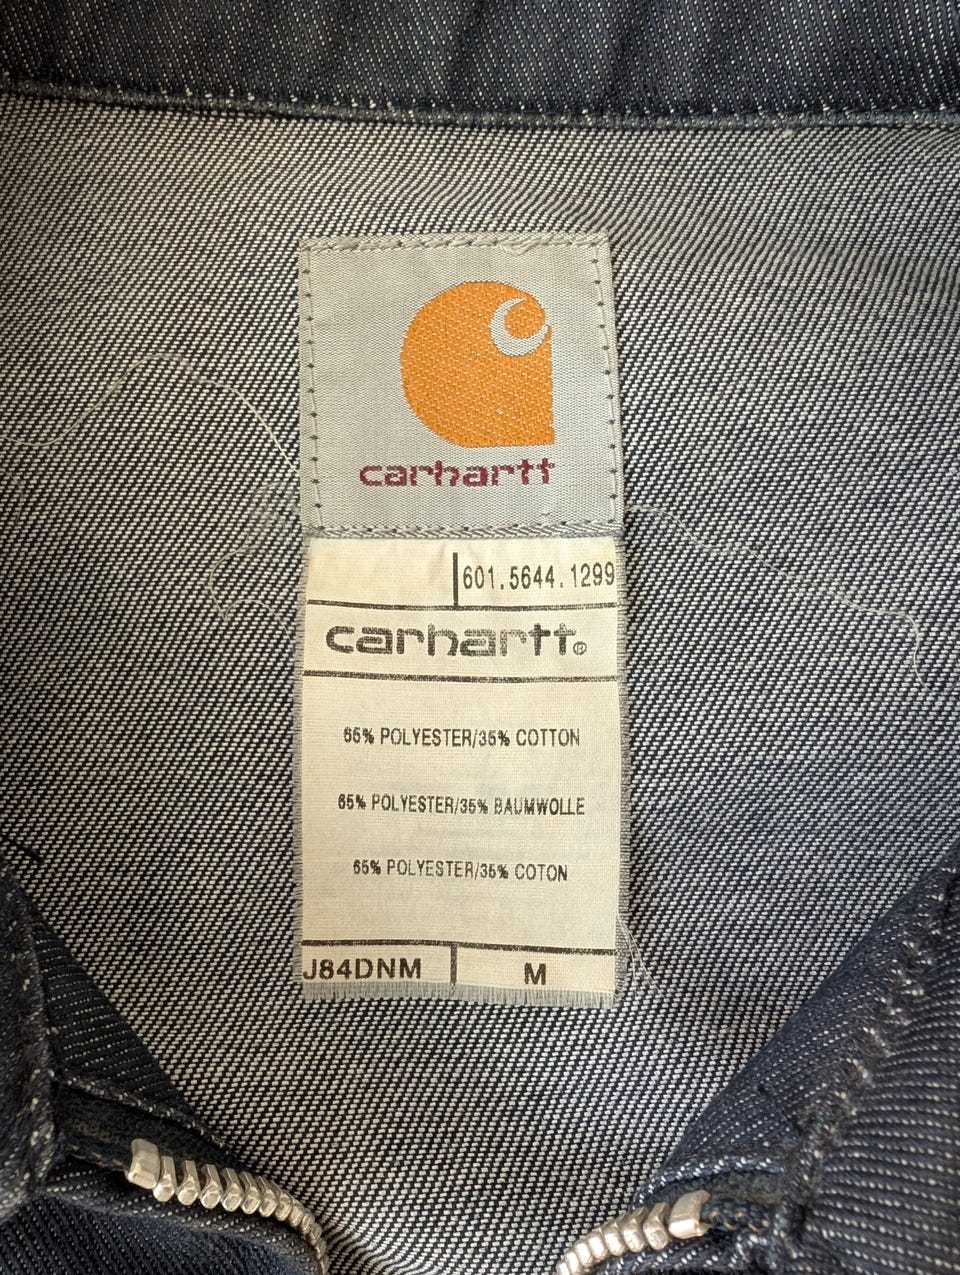 carhartt
601.5644.1299
carhartt®
65% POLYESTER/35% COTTON
65% POLYESTER/35% BAUMWOLLE
65% POLYESTER/35% COTON
J84DNM M